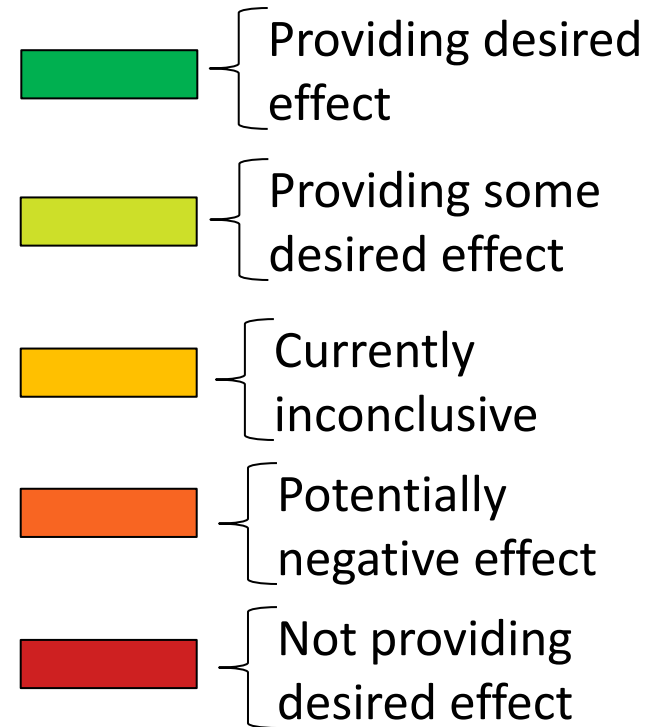 Providing desired
effect
Providing some
desired effect
Currently
inconclusive
Potentially
negative effect
Not providing
desired effect